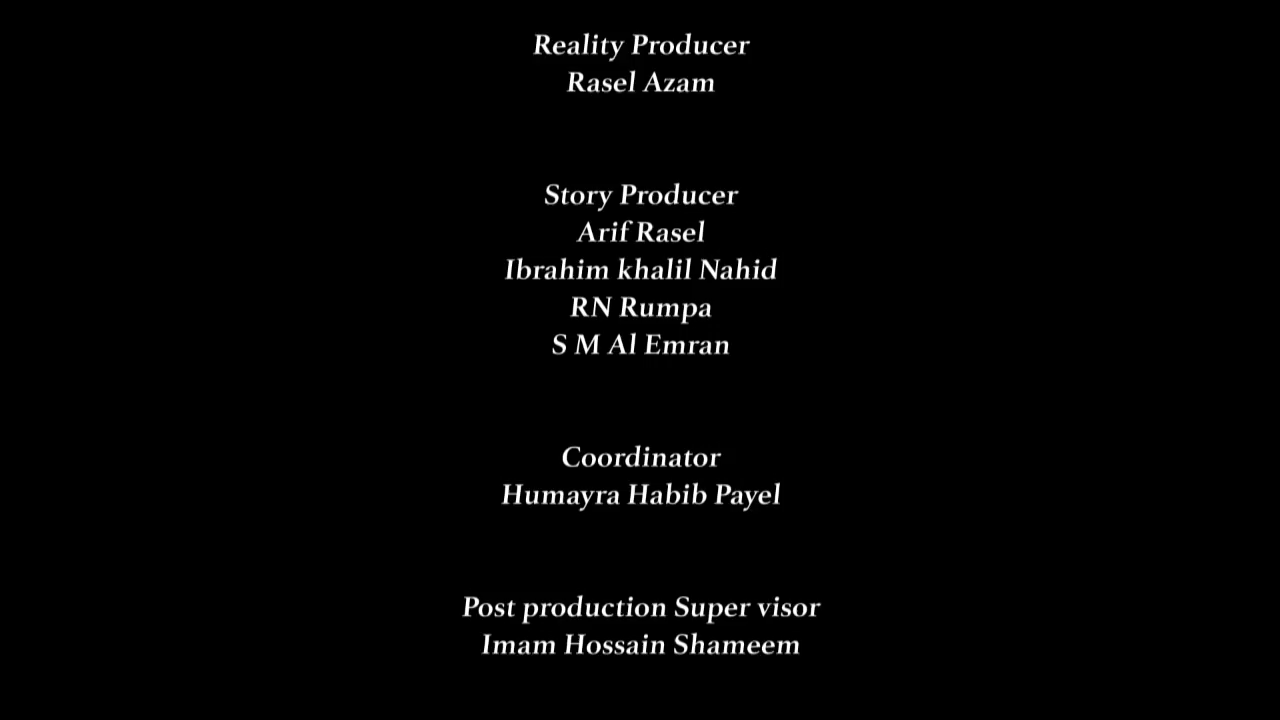 Reality Producer
Rasel Azam
Story Producer
Arif Rasel
Ibrahim khalil Nahid
RN Rumpa
S M Al Emran
Coordinator
Humayra Habib Payel
Post production Super visor
Imam Hossain Shameem